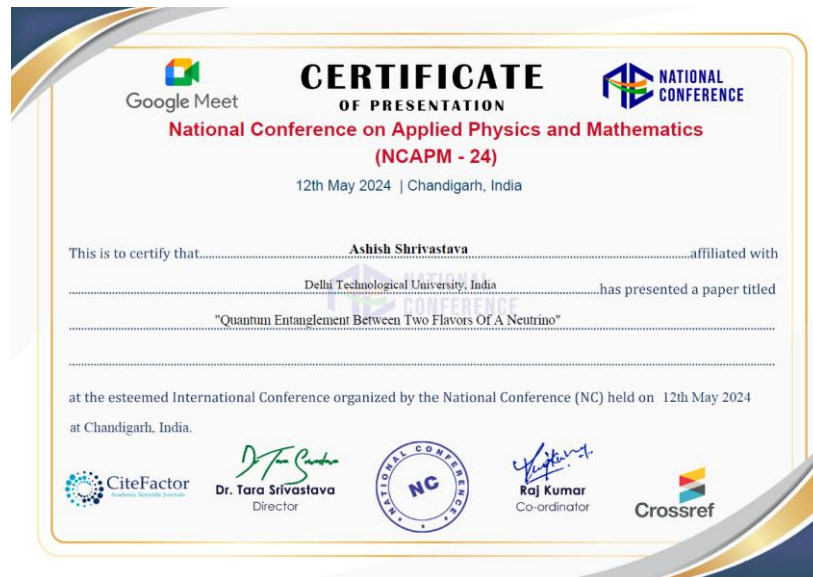 Google Meet
CERTIFICATE
OF PRESENTATION
NATIONAL
CONFERENCE
National Conference on Applied Physics and Mathematics
(NCAPM - 24)
12th May 2024 | Chandigarh, India
This is to certify that Ashish Shrivastava affiliated with
Delhi Technological University, India has presented a paper titled
NATIONAL
CONFERENCE
"Quantum Entanglement Between Two Flavors Of A Neutrino"
at the esteemed International Conference organized by the National Conference (NC) held on 12th May 2024
at Chandigarh, India.
CiteFactor
Academic Scientific Journals
Dr. Tara Srivastava
Director
NATIONAL CONFERENCE
NC
Raj Kumar
Co-ordinator
Crossref